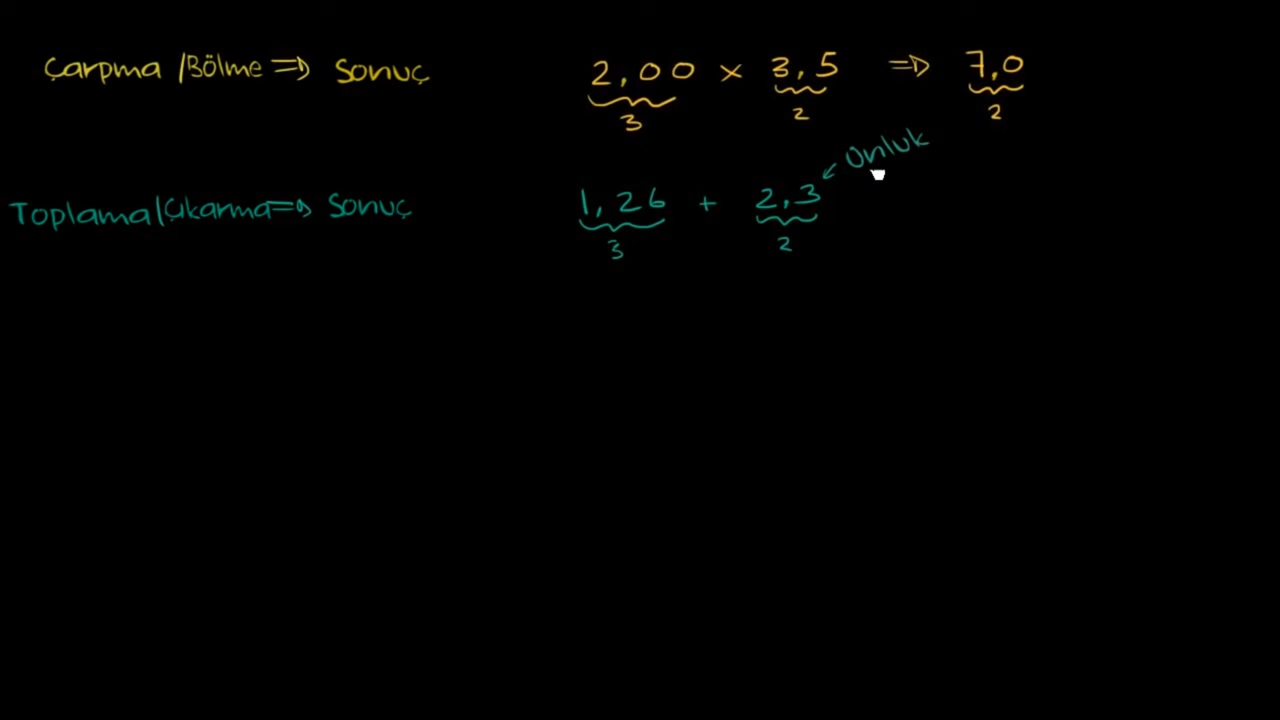 Çarpma /Bölme => Sonuç 2,00 × 3,5 => 7,0
3 2 2
Onluk
Toplama/Çıkarma=> Sonuç 1,26 + 2,3
3 2